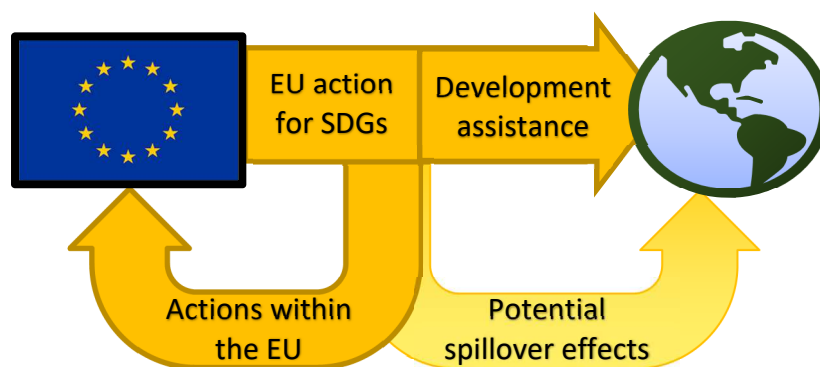 EU action
for SDGs
Development
assistance
Actions within
the EU
Potential
spillover effects